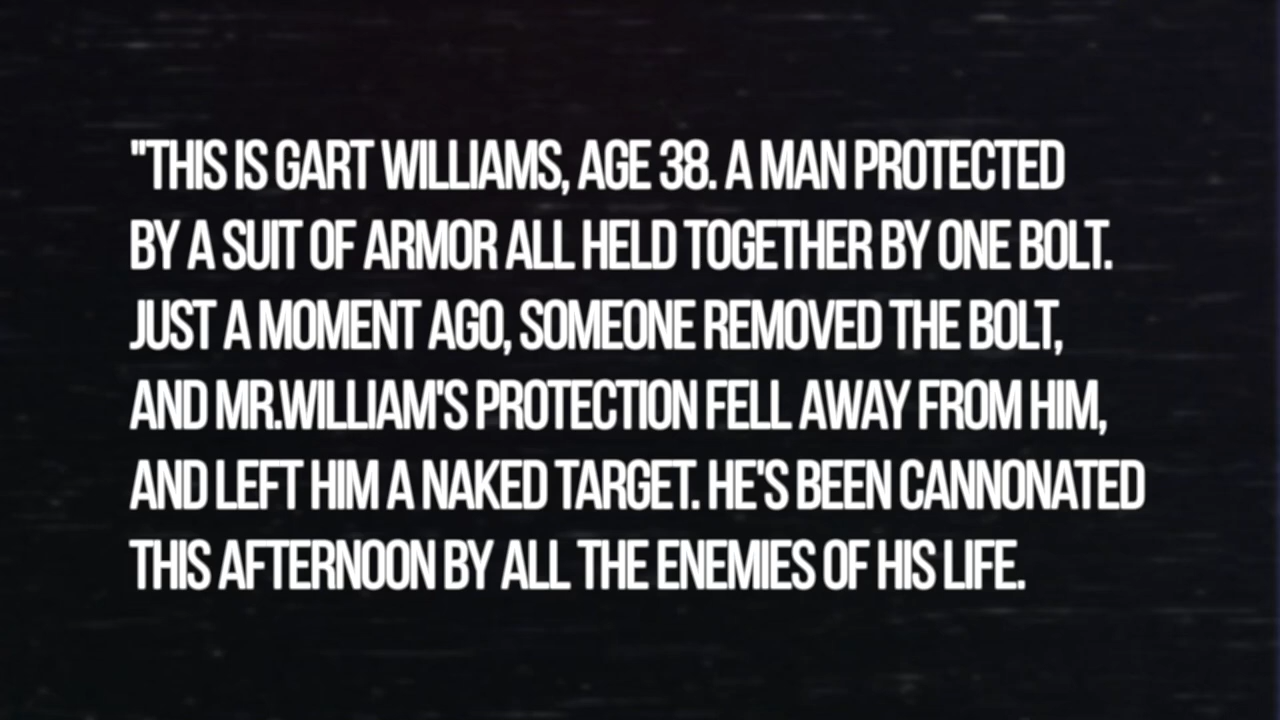 "THIS IS GART WILLIAMS, AGE 38. A MAN PROTECTED
BY A SUIT OF ARMOR ALL HELD TOGETHER BY ONE BOLT.
JUST A MOMENT AGO, SOMEONE REMOVED THE BOLT,
AND MR.WILLIAM'S PROTECTION FELL AWAY FROM HIM,
AND LEFT HIM A NAKED TARGET. HE'S BEEN CANNONATED
THIS AFTERNOON BY ALL THE ENEMIES OF HIS LIFE.